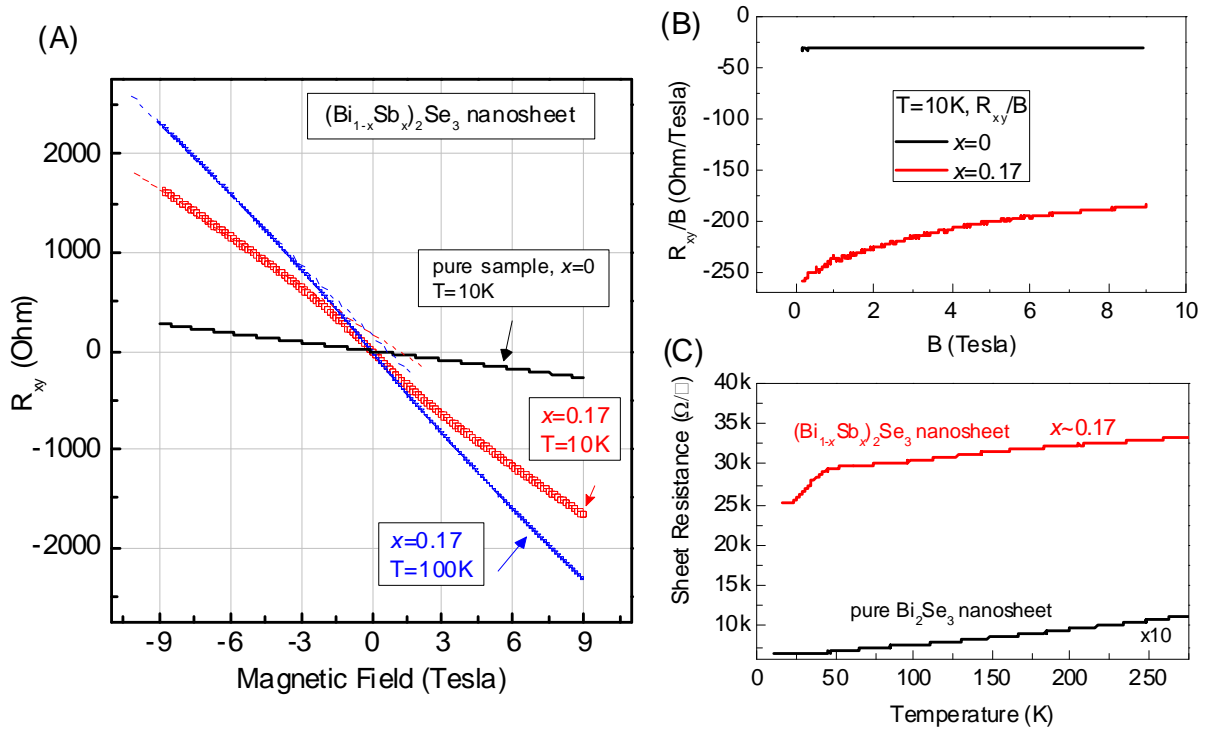 (A)
(Bi1-xSbx)2Se3 nanosheet
2000
1000
0
-1000
-2000
Rxy (Ohm)
pure sample, x=0
T=10K
x=0.17
T=10K
x=0.17
T=100K
-9 -6 -3 0 3 6 9
Magnetic Field (Tesla)
(B)
0
-50
-100
-150
-200
-250
Rxy/B (Ohm/Tesla)
T=10K, Rxy/B
x=0
x=0.17
0 2 4 6 8 10
B (Tesla)
(C)
40k
35k
30k
25k
20k
15k
10k
Sheet Resistance (Ω/□)
(Bi1-xSbx)2Se3 nanosheet x~0.17
pure Bi2Se3 nanosheet
x10
0 50 100 150 200 250
Temperature (K)